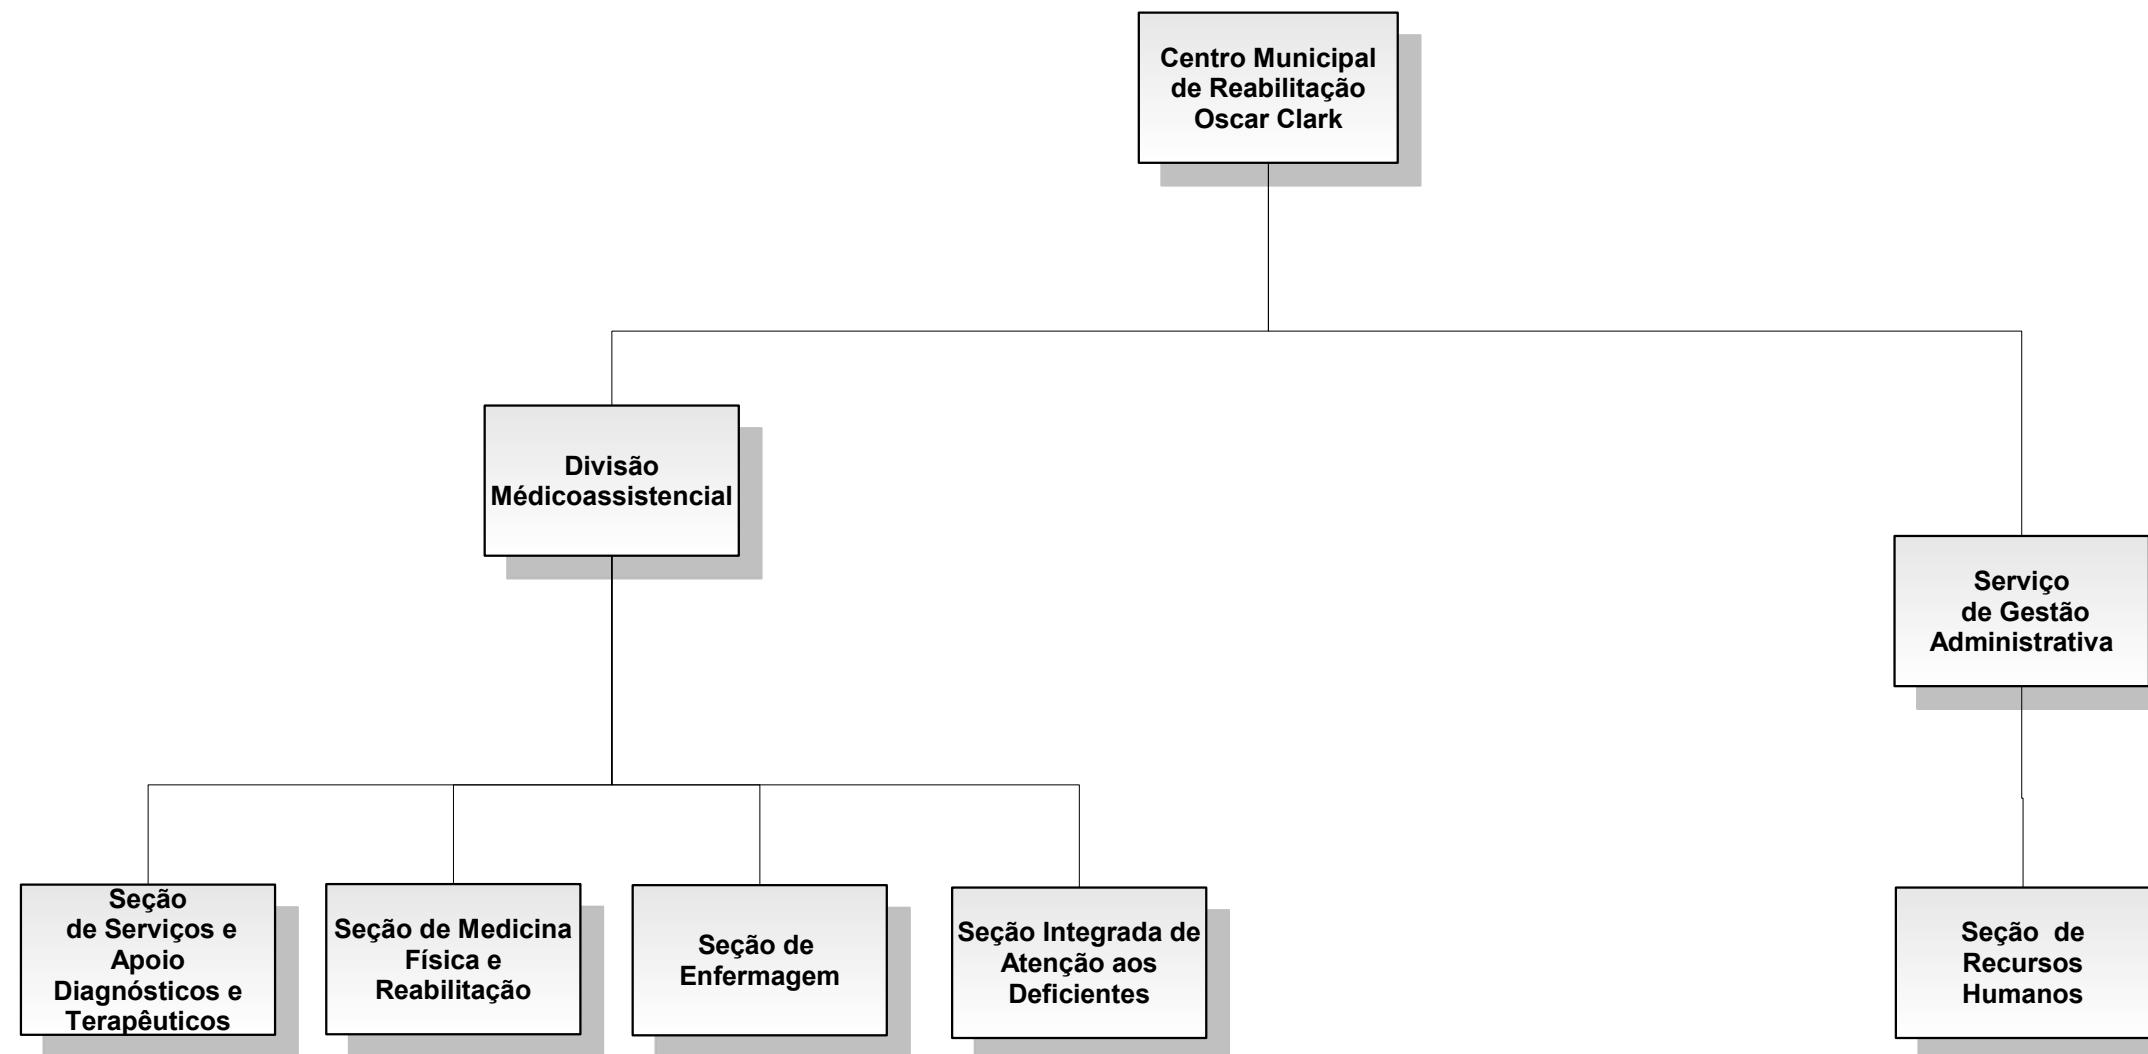 Centro Municipal
de Reabilitação
Oscar Clark
Divisão
Médicoassistencial
Serviço
de Gestão
Administrativa
Seção
de Serviços e
Apoio
Diagnósticos e
Terapêuticos
Seção de Medicina
Física e
Reabilitação
Seção de
Enfermagem
Seção Integrada de
Atenção aos
Deficientes
Seção de
Recursos
Humanos